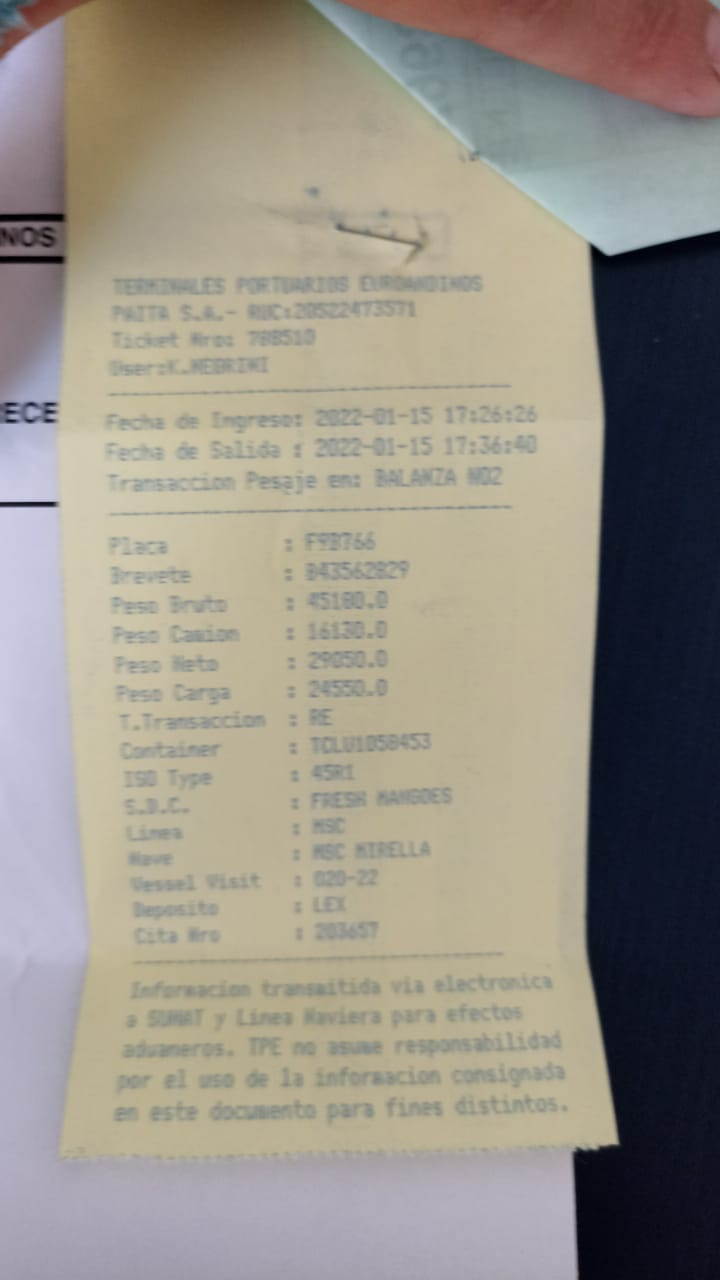 NOS
ECE
TERMINALES PORTUARIOS EUROANDINOS
PAITA S.A.- RUC:20522473571
Ticket Nro: 788510
User:K.NEGRINI
Fecha de Ingreso: 2022-01-15 17:26:26
Fecha de Salida : 2022-01-15 17:36:40
Transaccion Pesaje en: BALANZA NO2
Placa : F9B766
Brevete : B43562829
Peso Bruto : 45180.0
Peso Camion : 16130.0
Peso Neto : 29050.0
Peso Carga : 24550.0
T.Transaccion : RE
Container : TCLU1058453
ISO Type : 45R1
S.D.C. : FRESH MANGOES
Linea : MSC
Nave : MSC MIRELLA
Vessel Visit : 020-22
Deposito : LEX
Cita Nro : 203657
Informacion transmitida via electronica
a SUNAT y Linea Naviera para efectos
aduaneros. TPE no asume responsabilidad
por el uso de la informacion consignada
en este documento para fines distintos.